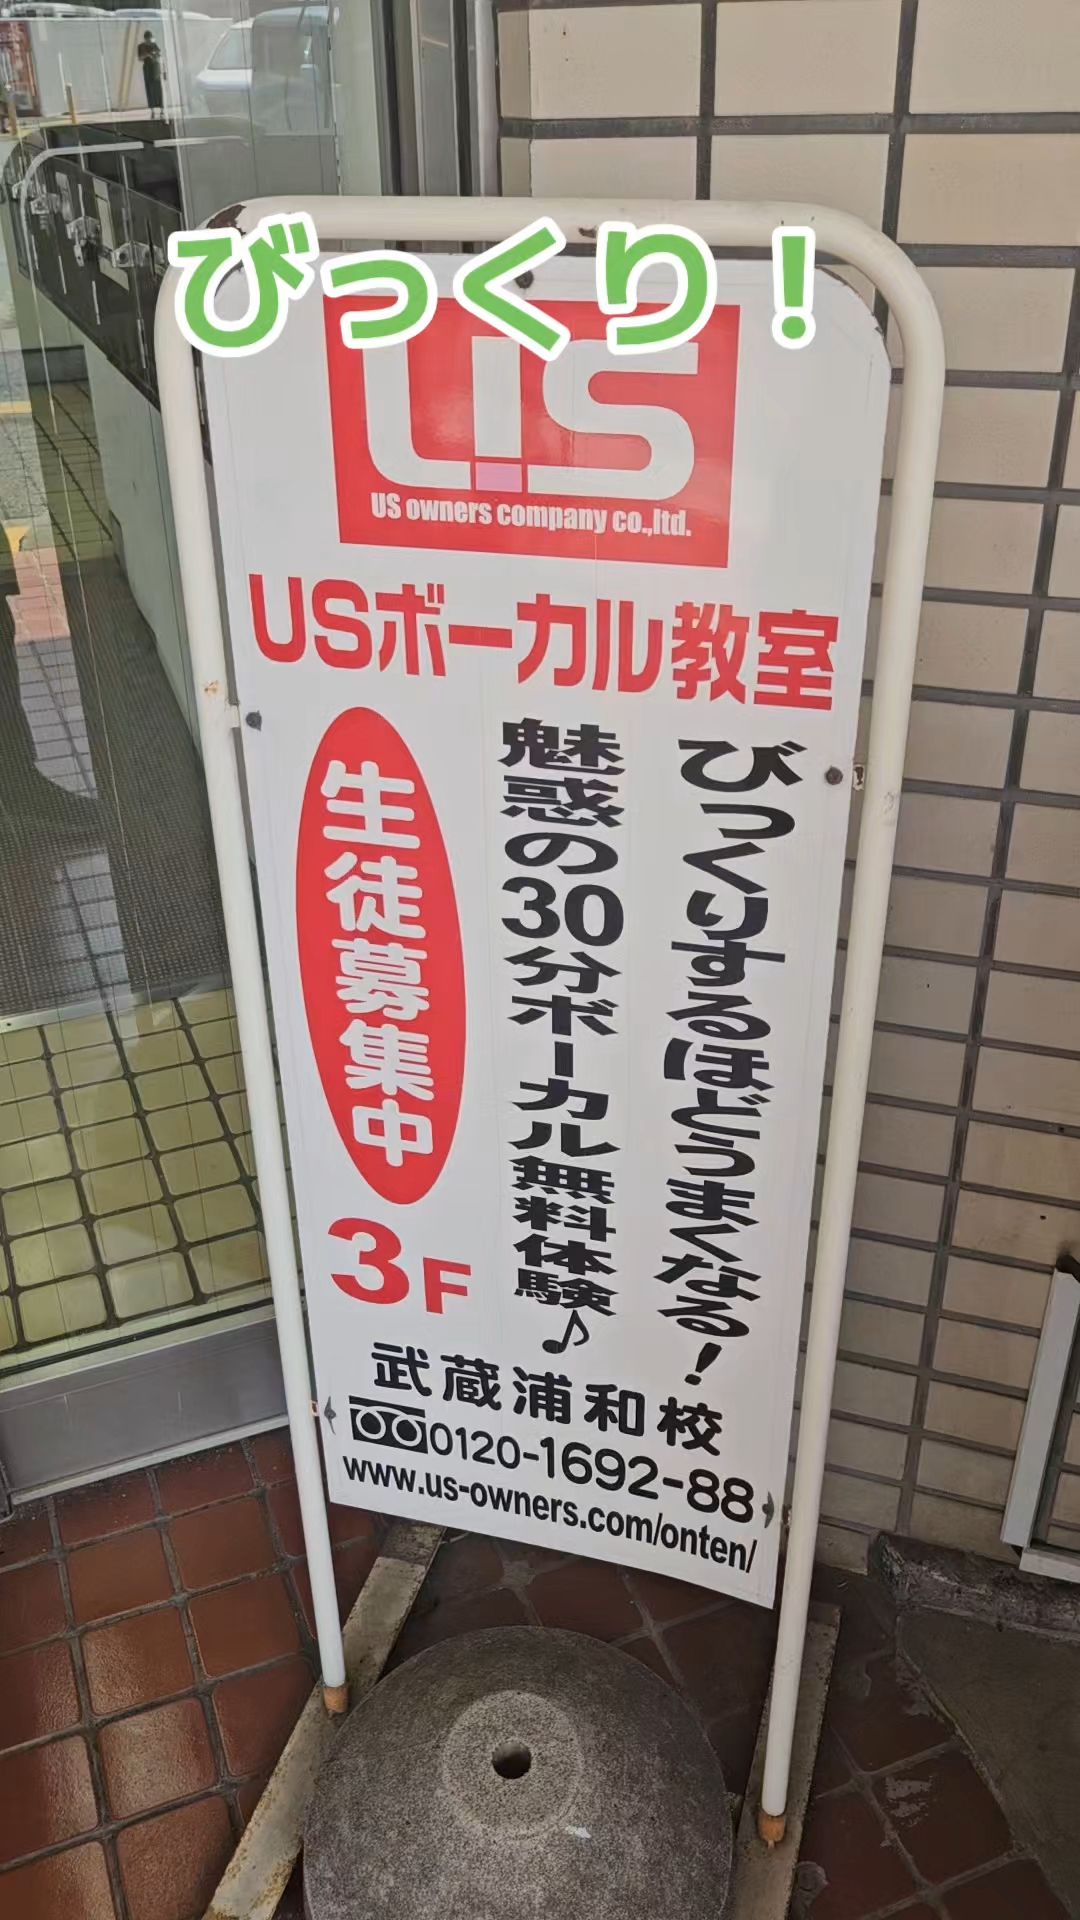 びっくり！
US
US owners company co.,ltd.
USボーカル教室
びっくりするほどうまくなる！
魅惑の30分ボーカル無料体験♪
生徒募集中
3F
武蔵浦和校
0120-1692-88
www.us-owners.com/onten/